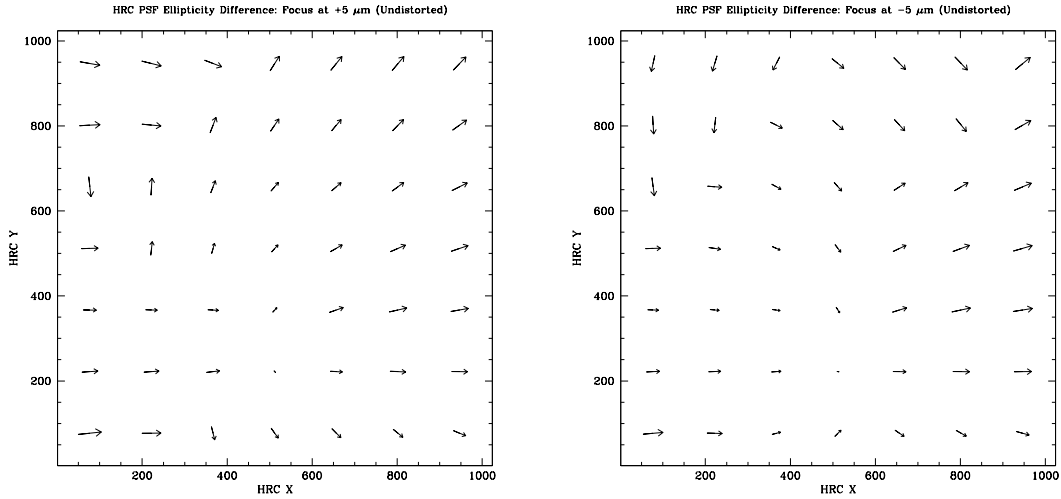 HRC PSF Ellipticity Difference: Focus at +5 μm (Undistorted)
1000
800
600
400
200
HRC Y
200 400 600 800 1000
HRC X
HRC PSF Ellipticity Difference: Focus at −5 μm (Undistorted)
1000
800
600
400
200
HRC Y
200 400 600 800 1000
HRC X